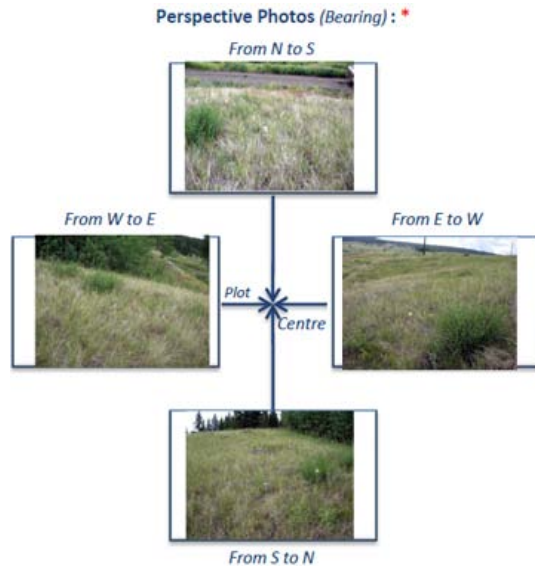 Perspective Photos (Bearing) : *
From N to S
From W to E
From E to W
Plot
Centre
From S to N